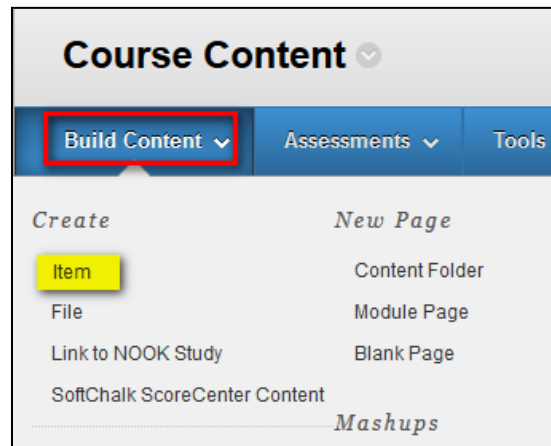 Course Content
Build Content Assessments Tools
Create
Item
File
Link to NOOK Study
SoftChalk ScoreCenter Content
New Page
Content Folder
Module Page
Blank Page
Mashups